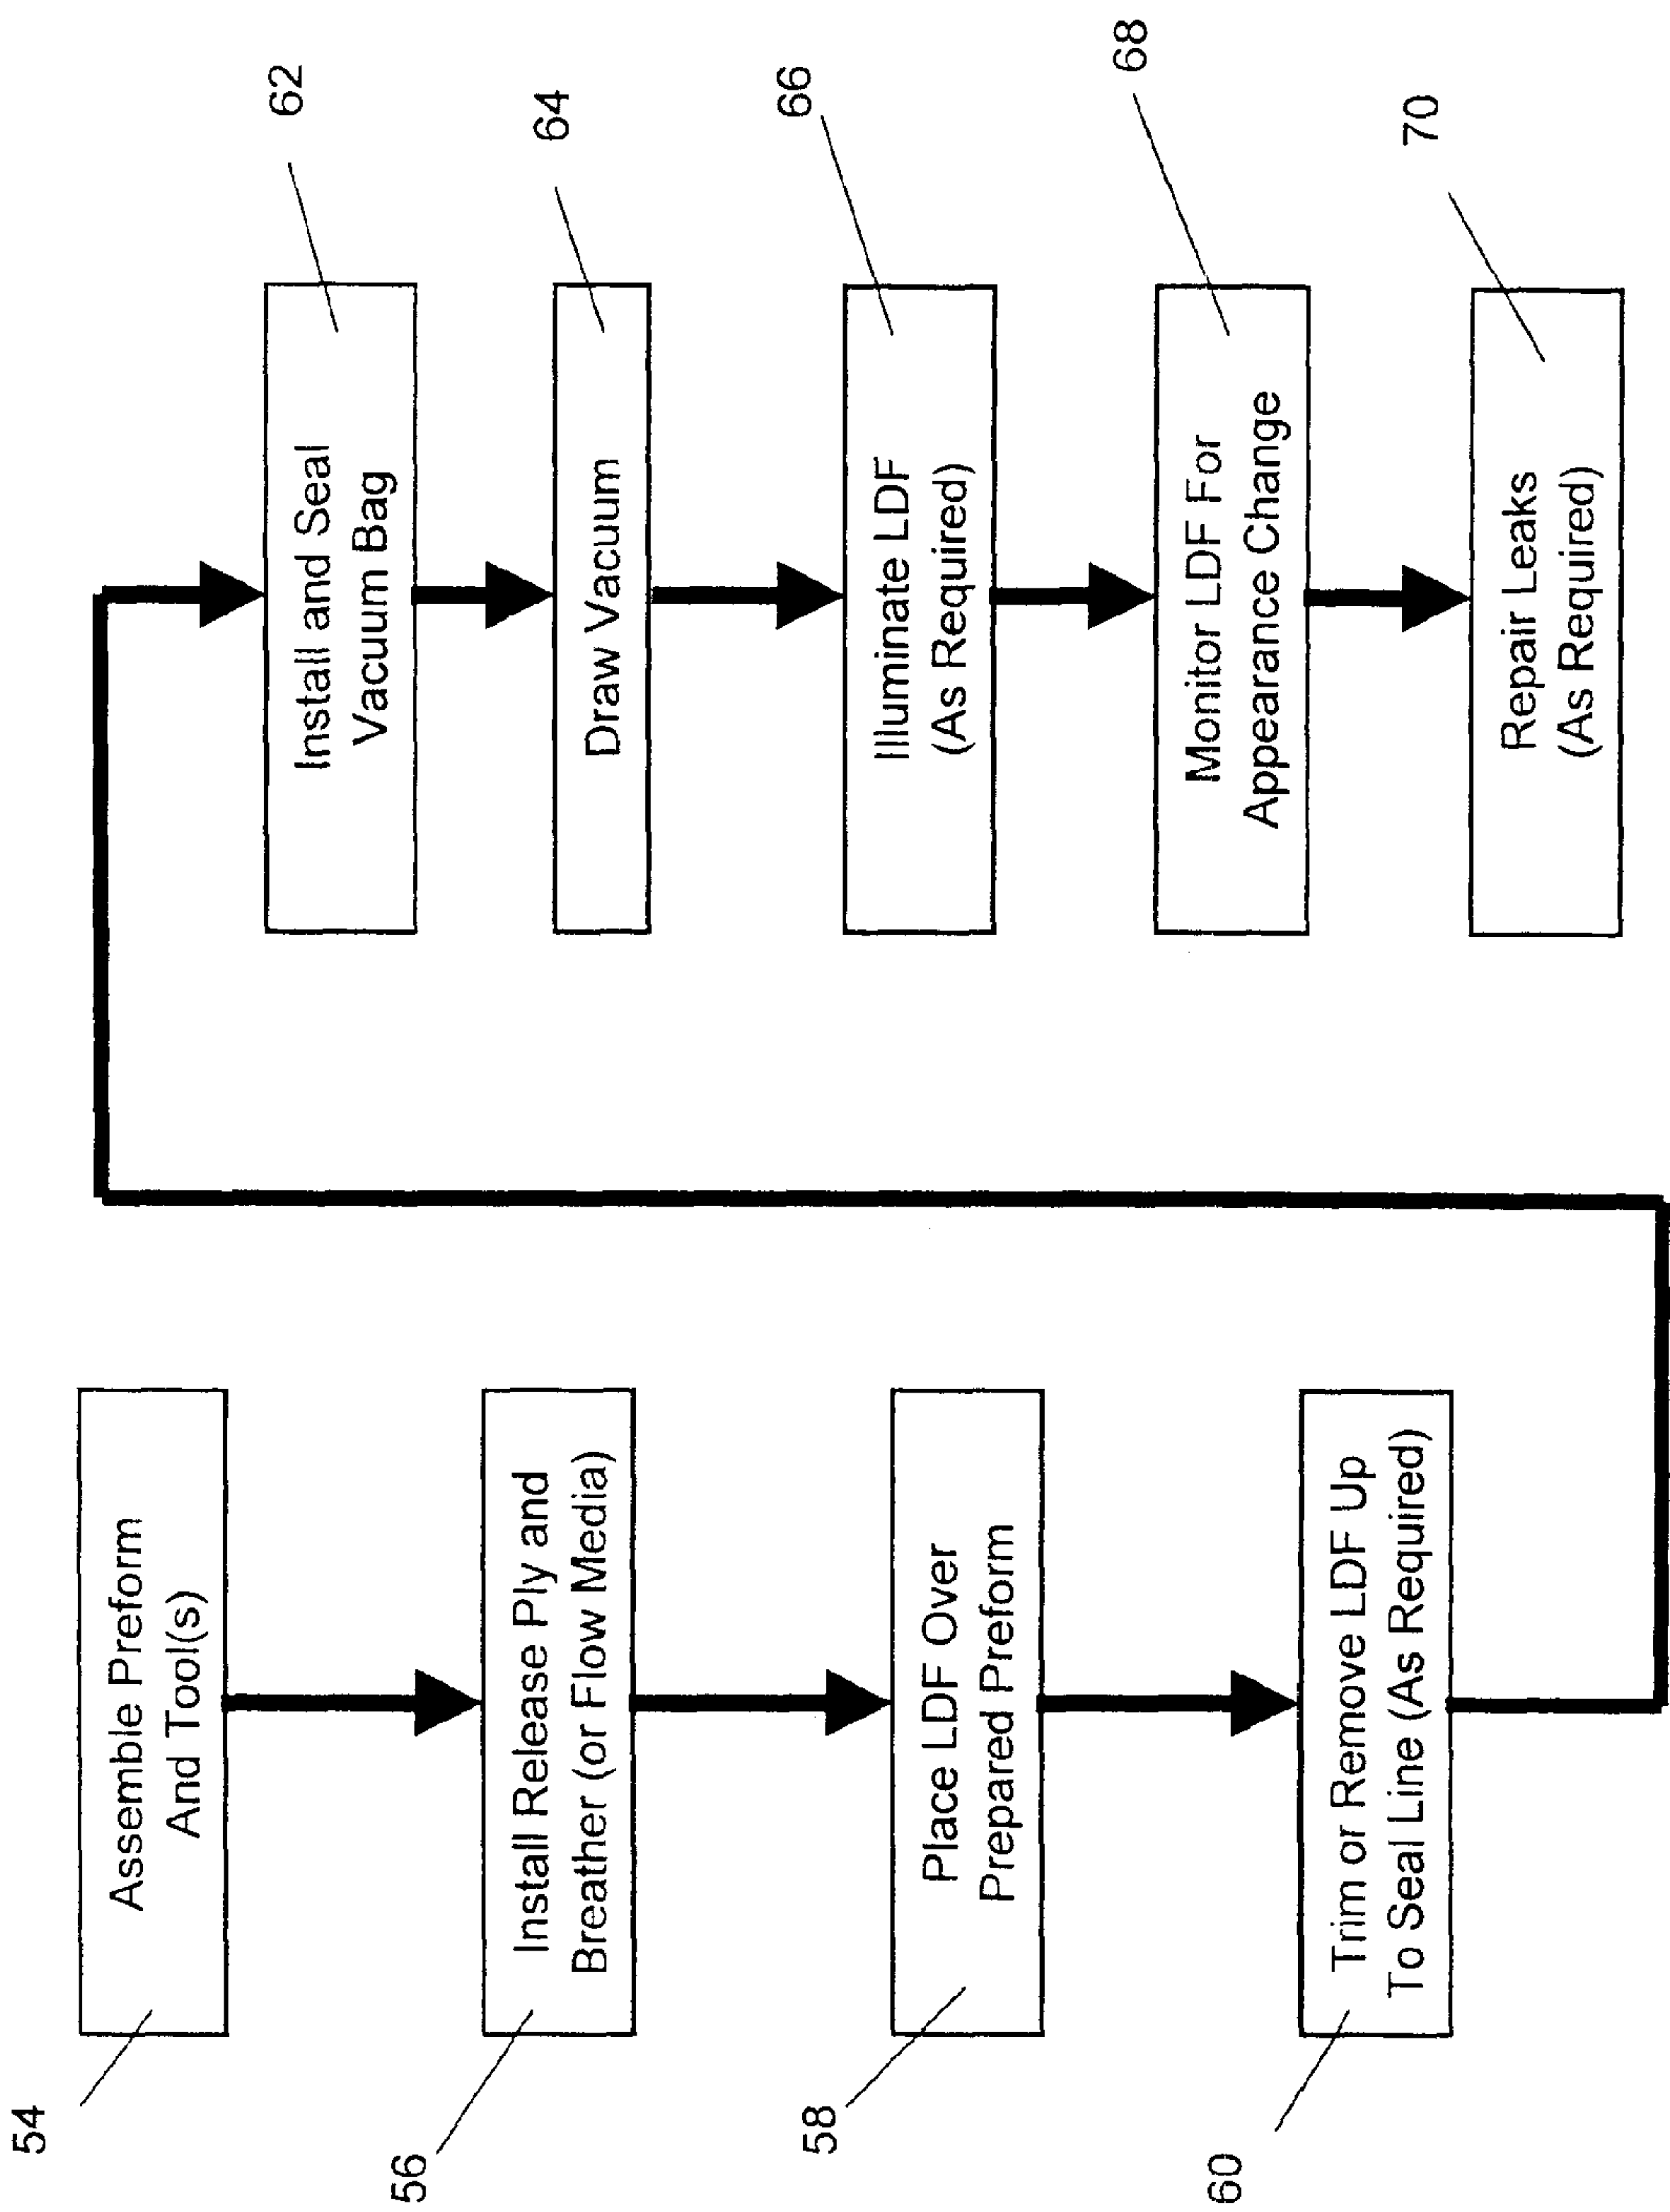 54
Assemble Preform
And Tool(s)
56
Install Release Ply and
Breather (or Flow Media)
58
Place LDF Over
Prepared Preform
60
Trim or Remove LDF Up
To Seal Line (As Required)
62
Install and Seal
Vacuum Bag
64
Draw Vacuum
66
Illuminate LDF
(As Required)
68
Monitor LDF For
Appearance Change
70
Repair Leaks
(As Required)